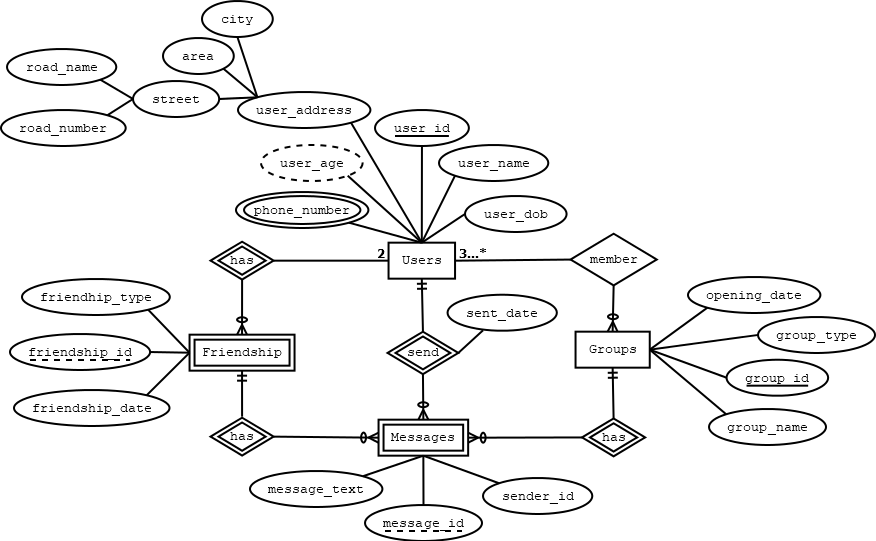 city
area
road_name
street
user_address
road_number
user_id
user_age
user_name
phone_number
user_dob
2
3...*
has
Users
member
friendhip_type
sent_date
opening_date
group_type
friendship_id
Friendship
send
Groups
group_id
friendship_date
group_name
has
Messages
has
message_text
sender_id
message_id